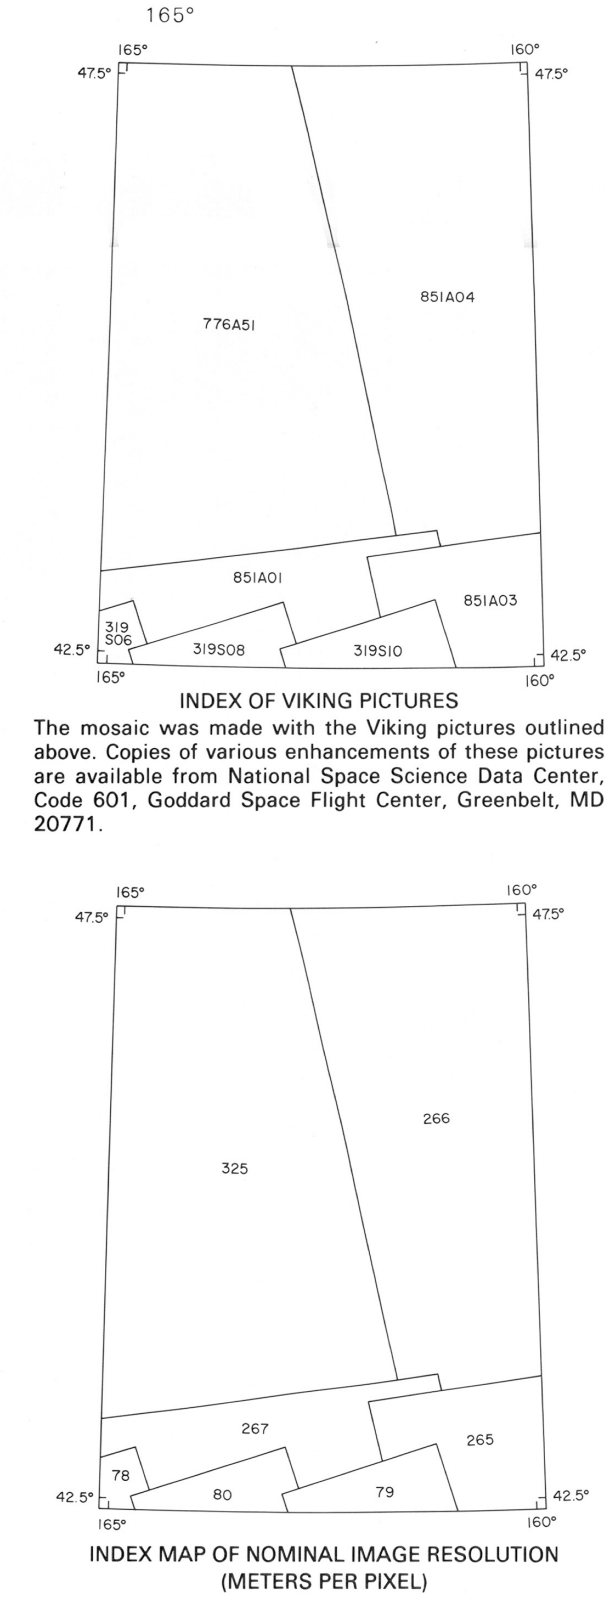 165°
165° 160°
47.5° 47.5°
851A04
776A51
851A01
851A03
319
S06
319S08 319S10
42.5° 42.5°
165° 160°
INDEX OF VIKING PICTURES
The mosaic was made with the Viking pictures outlined
above. Copies of various enhancements of these pictures
are available from National Space Science Data Center,
Code 601, Goddard Space Flight Center, Greenbelt, MD
20771.
165° 160°
47.5° 47.5°
266
325
267
265
78
80 79
42.5° 42.5°
165° 160°
INDEX MAP OF NOMINAL IMAGE RESOLUTION
(METERS PER PIXEL)